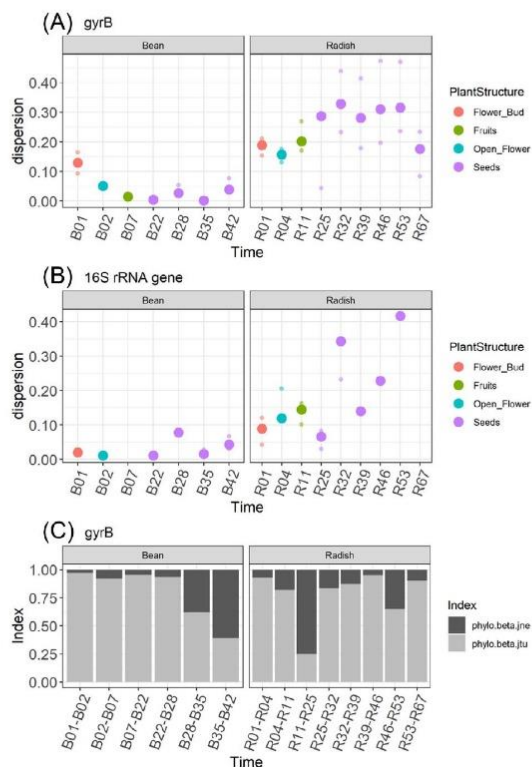 (A) gyrB
Bean
Radish
0.40
0.30
0.20
0.10
0.00
dispersion
B01
B02
B07
B22
B28
B35
B42
R01
R04
R11
R25
R32
R39
R46
R53
R67
Time
PlantStructure
Flower_Bud
Fruits
Open_Flower
Seeds
(B) 16S rRNA gene
Bean
Radish
0.40
0.30
0.20
0.10
0.00
dispersion
B01
B02
B07
B22
B28
B35
B42
R01
R04
R11
R25
R32
R39
R46
R53
R67
Time
PlantStructure
Flower_Bud
Fruits
Open_Flower
Seeds
(C) gyrB
Bean
Radish
1.00
0.75
0.50
0.25
0.00
Index
B01-B02
B02-B07
B07-B22
B22-B28
B28-B35
B35-B42
R01-R04
R04-R11
R11-R25
R25-R32
R32-R39
R39-R46
R46-R53
R53-R67
Time
Index
phylo.beta.jne
phylo.beta.jtu